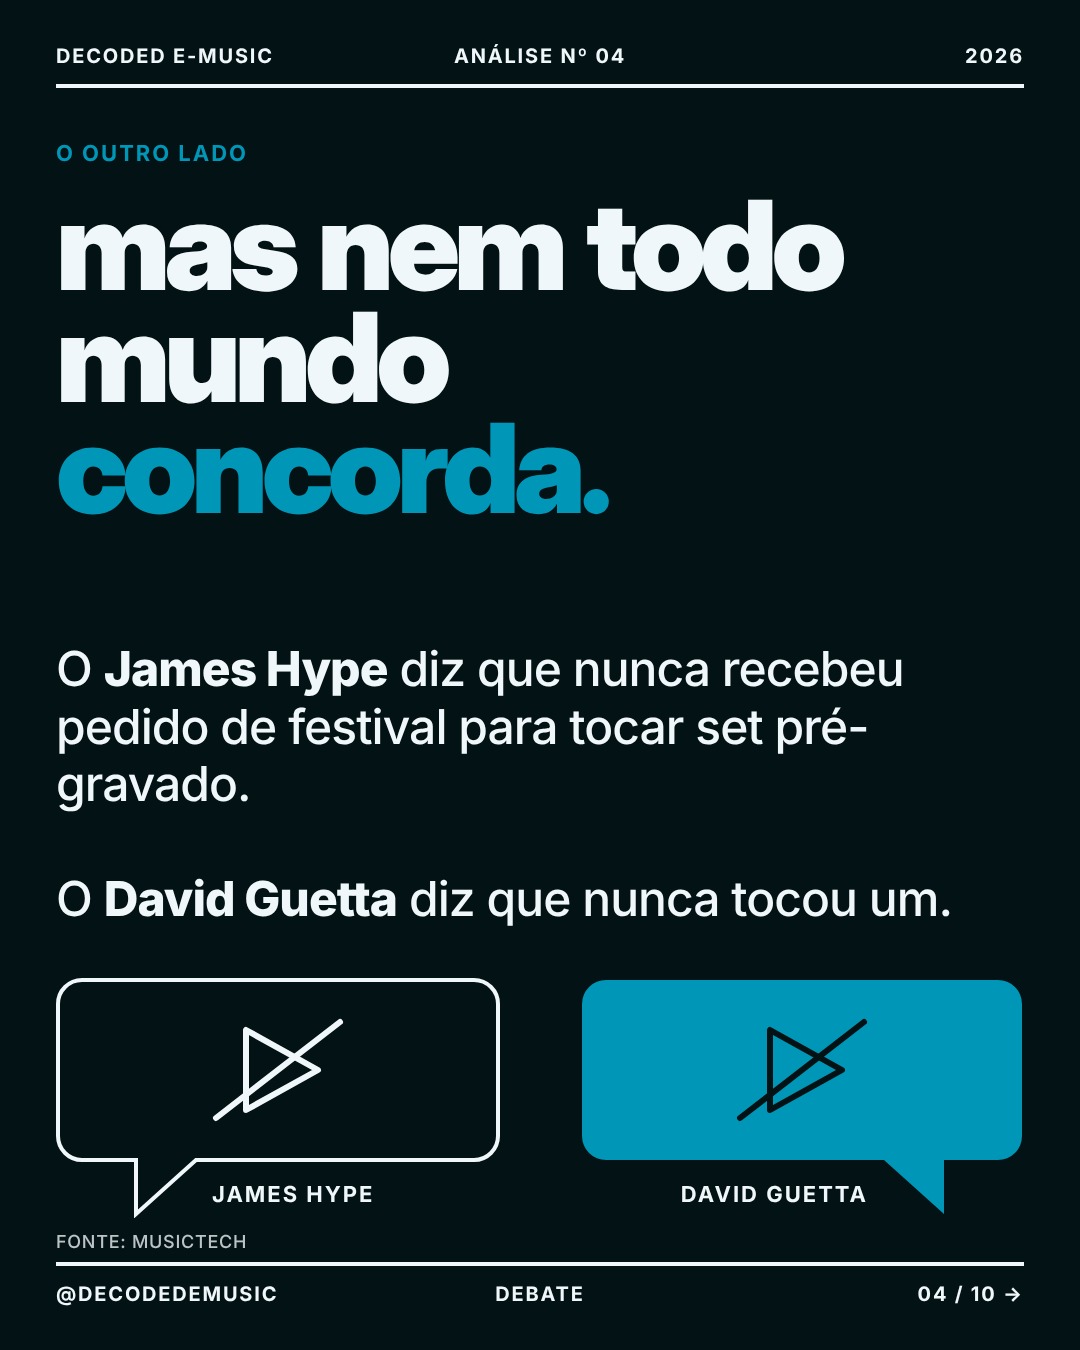 DECODED E-MUSIC
ANÁLISE Nº 04
2026
O OUTRO LADO
mas nem todo
mundo
concorda.
O James Hype diz que nunca recebeu
pedido de festival para tocar set pré-
gravado.
O David Guetta diz que nunca tocou um.
JAMES HYPE
DAVID GUETTA
FONTE: MUSICTECH
@DECODEDEMUSIC
DEBATE
04 / 10 →